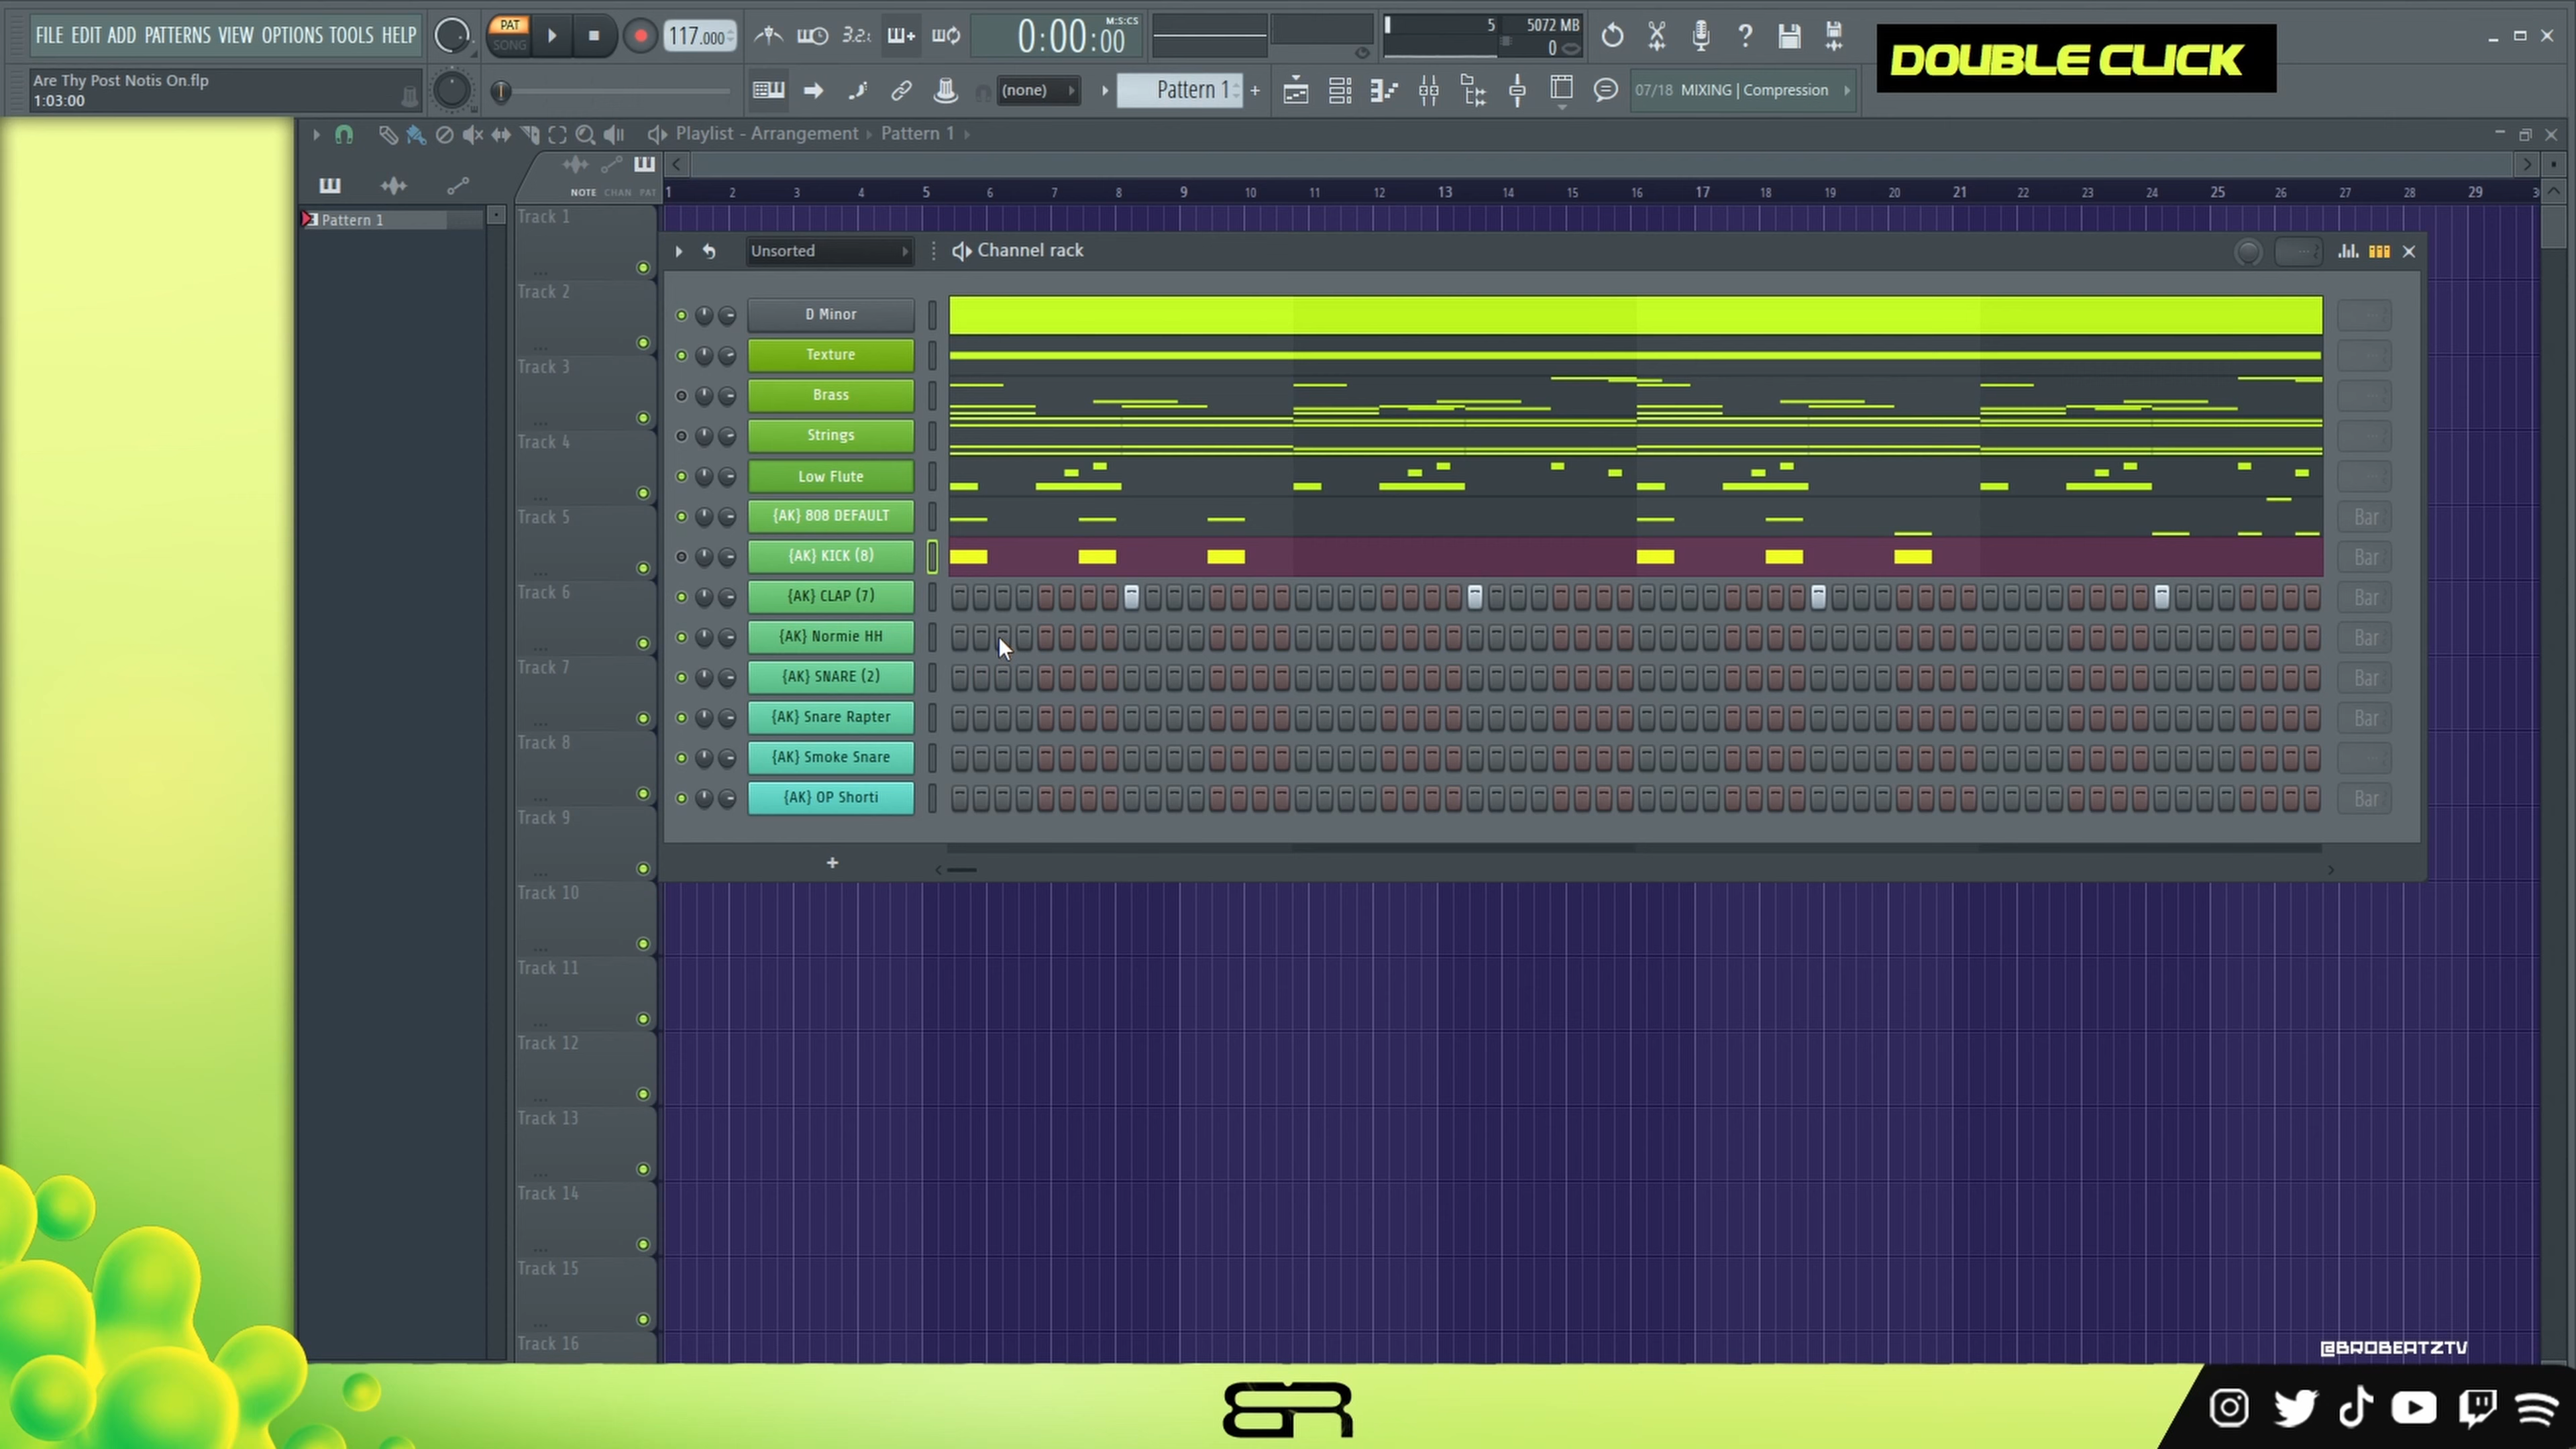 FILE EDIT ADD PATTERNS VIEW OPTIONS TOOLS HELP
PAT
SONG
117.000
3.2.
M:S:CS
0:00:00
5
5072 MB
0
DOUBLE CLICK
Are Thy Post Notis On.flp
1:03:00
(none)
Pattern 1
+
07/18 MIXING | Compression
Playlist - Arrangement Pattern 1
NOTE CHAN PAT
1 2 3 4 5 6 7 8 9 10 11 12 13 14 15 16 17 18 19 20 21 22 23 24 25 26 27 28 29 3
Pattern 1
Track 1
Track 2
Track 3
Track 4
Track 5
Track 6
Track 7
Track 8
Track 9
Track 10
Track 11
Track 12
Track 13
Track 14
Track 15
Track 16
Unsorted
Channel rack
D Minor
Texture
Brass
Strings
Low Flute
{AK} 808 DEFAULT
Bar
{AK} KICK (8)
Bar
{AK} CLAP (7)
Bar
{AK} Normie HH
Bar
{AK} SNARE (2)
Bar
{AK} Snare Rapter
Bar
{AK} Smoke Snare
{AK} OP Shorti
Bar
+
@BROBEATZTV
BR